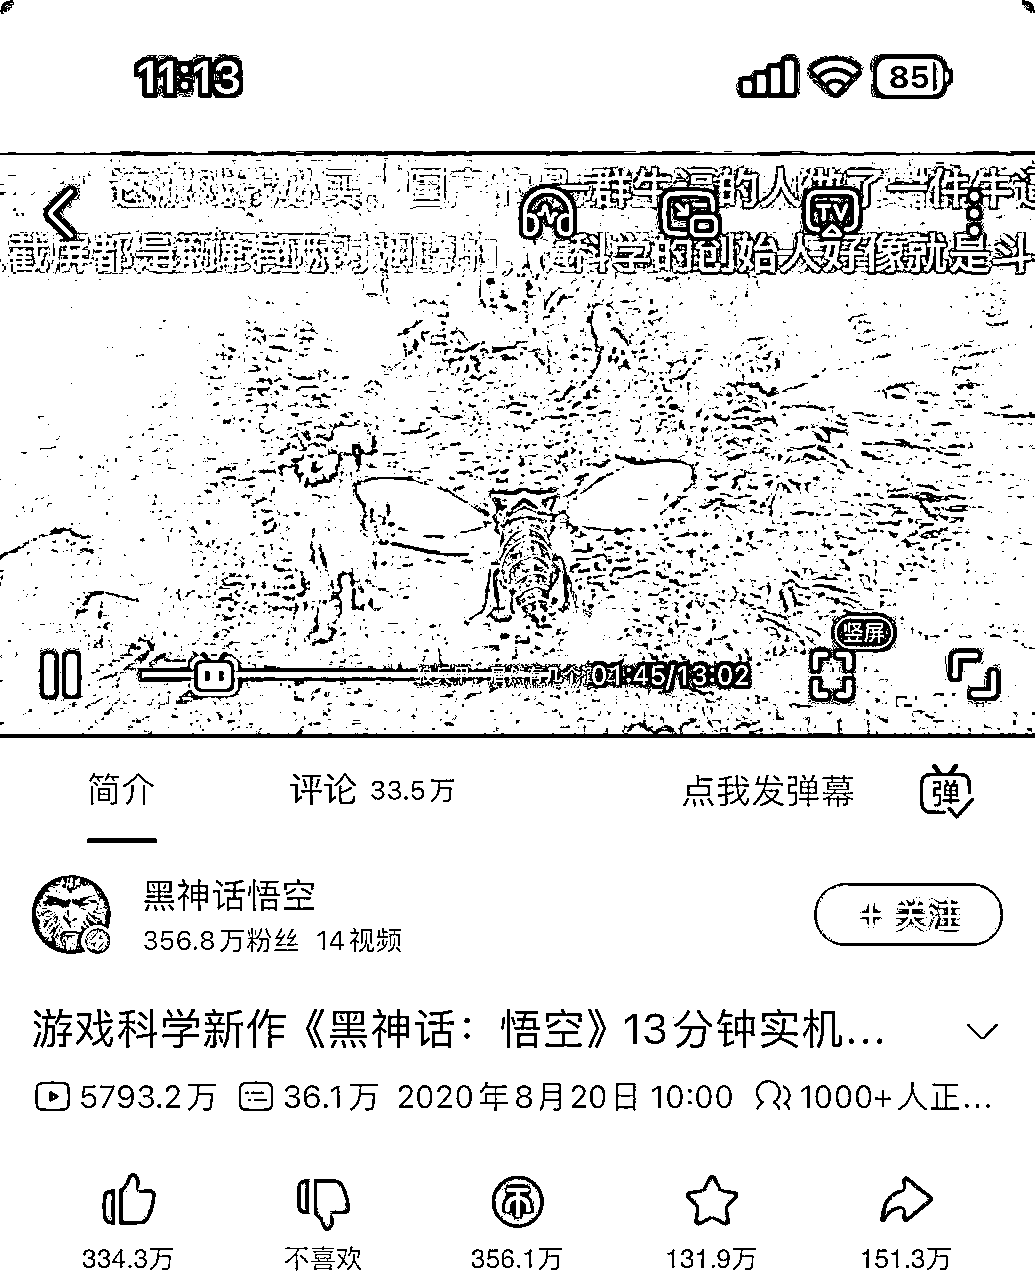 11:13
85
一群牛逼的人做了一件牛逼
截屏都是 科学的创始人好像就是斗
TV
竖屏
01:45/13:02
简介 评论 33.5万 点我发弹幕 弹
黑神话悟空
356.8万粉丝 14视频
+ 关注
游戏科学新作《黑神话：悟空》13分钟实机...
5793.2万 36.1万 2020年8月20日 10:00 1000+人正...
334.3万 不喜欢 356.1万 131.9万 151.3万